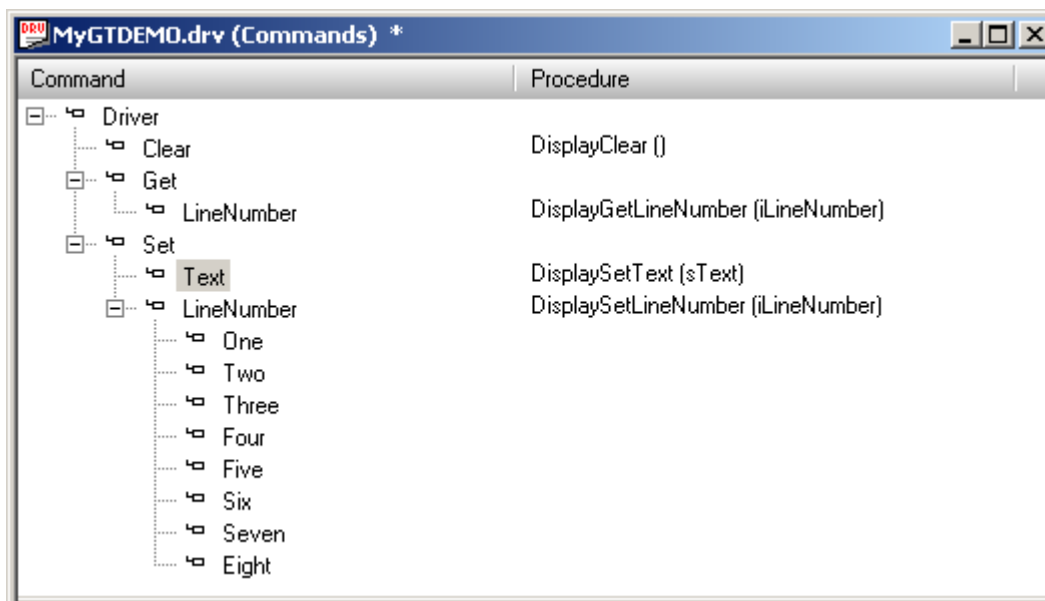 MyGTDEMO.drv (Commands) *
Command Procedure
Driver
Clear DisplayClear ()
Get
LineNumber DisplayGetLineNumber (iLineNumber)
Set
Text DisplaySetText (sText)
LineNumber DisplaySetLineNumber (iLineNumber)
One
Two
Three
Four
Five
Six
Seven
Eight